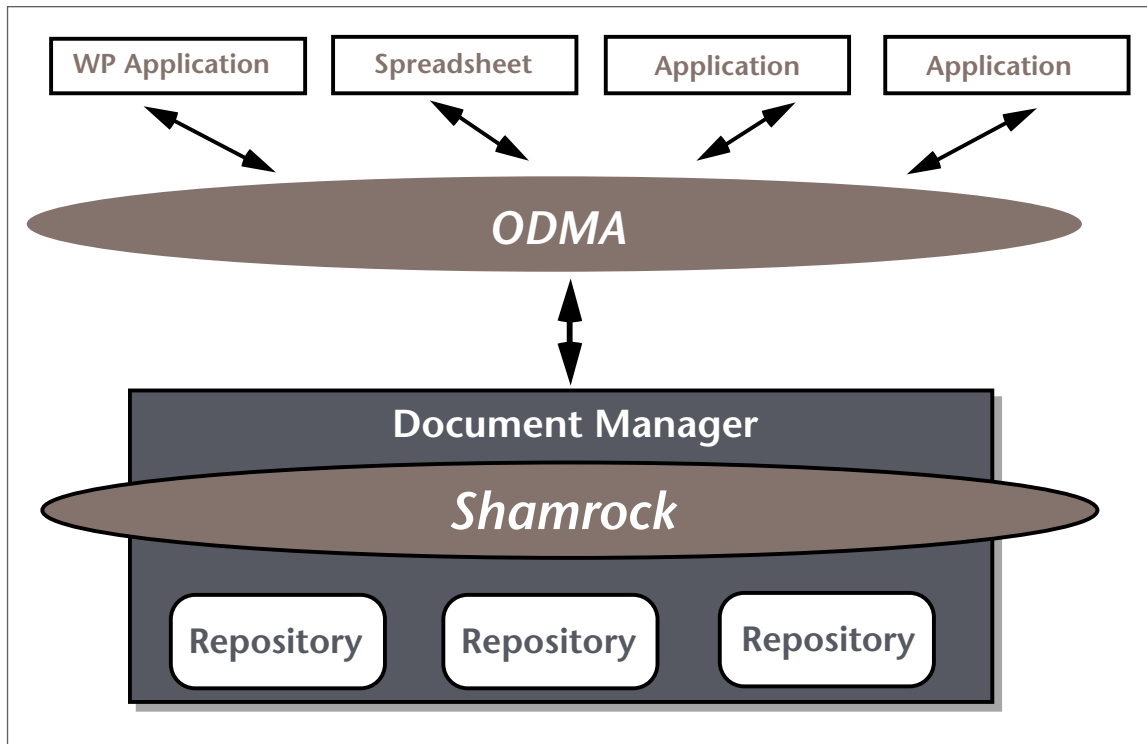 WP Application
Spreadsheet
Application
Application
ODMA
Document Manager
Shamrock
Repository
Repository
Repository